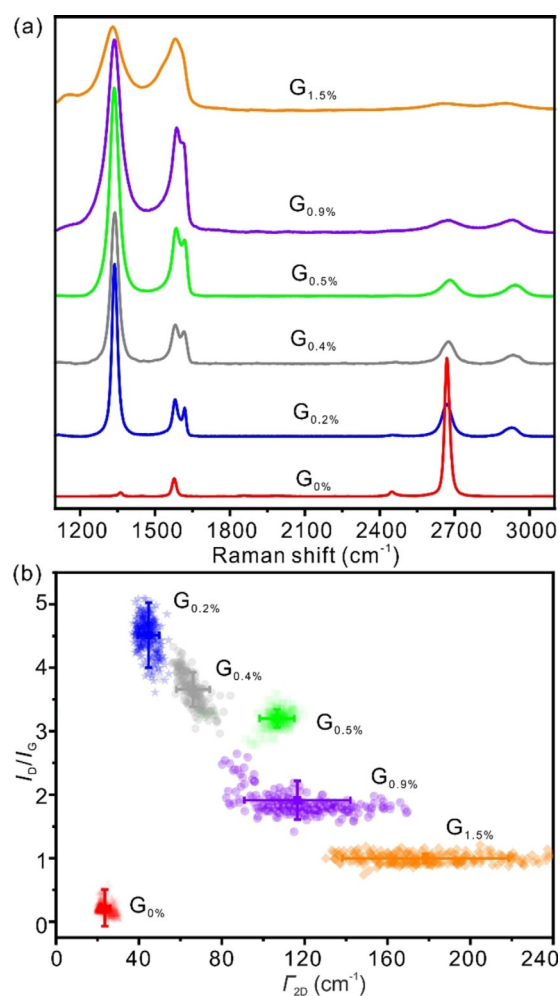 (a)
G1.5%
G0.9%
G0.5%
G0.4%
G0.2%
G0%
1200 1500 1800 2100 2400 2700 3000
Raman shift (cm-1)
(b)
5
4
3
2
1
0
ID/IG
G0.2%
G0.4%
G0.5%
G0.9%
G1.5%
G0%
0 40 80 120 160 200 240
Γ2D (cm-1)